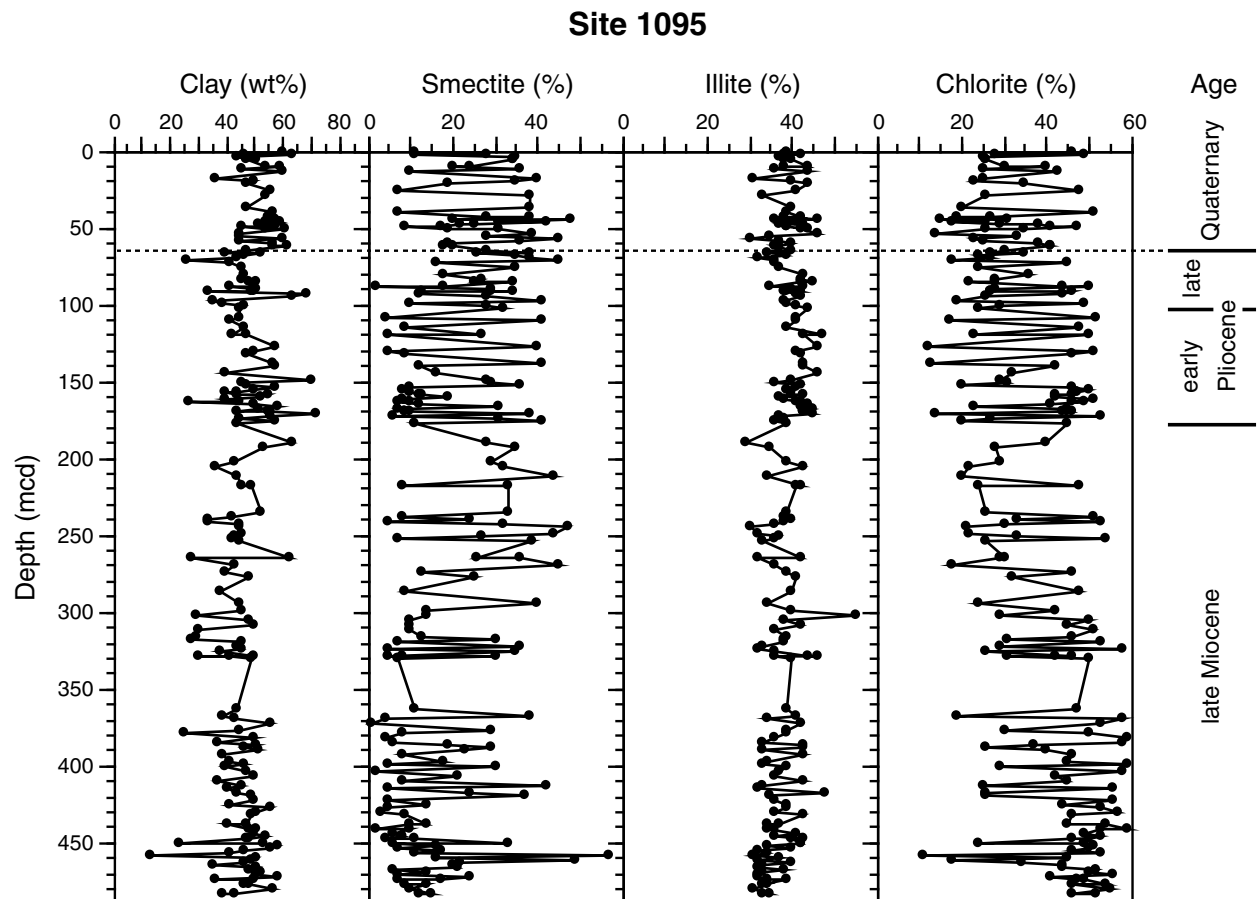 Site 1095
Clay (wt%) Smectite (%) Illite (%) Chlorite (%) Age
0 20 40 60 80 0 20 40 0 20 40 0 20 40 60
0
50
100
150
200
250
300
350
400
450
Depth (mcd)
Quaternary
late
early
Pliocene
late Miocene